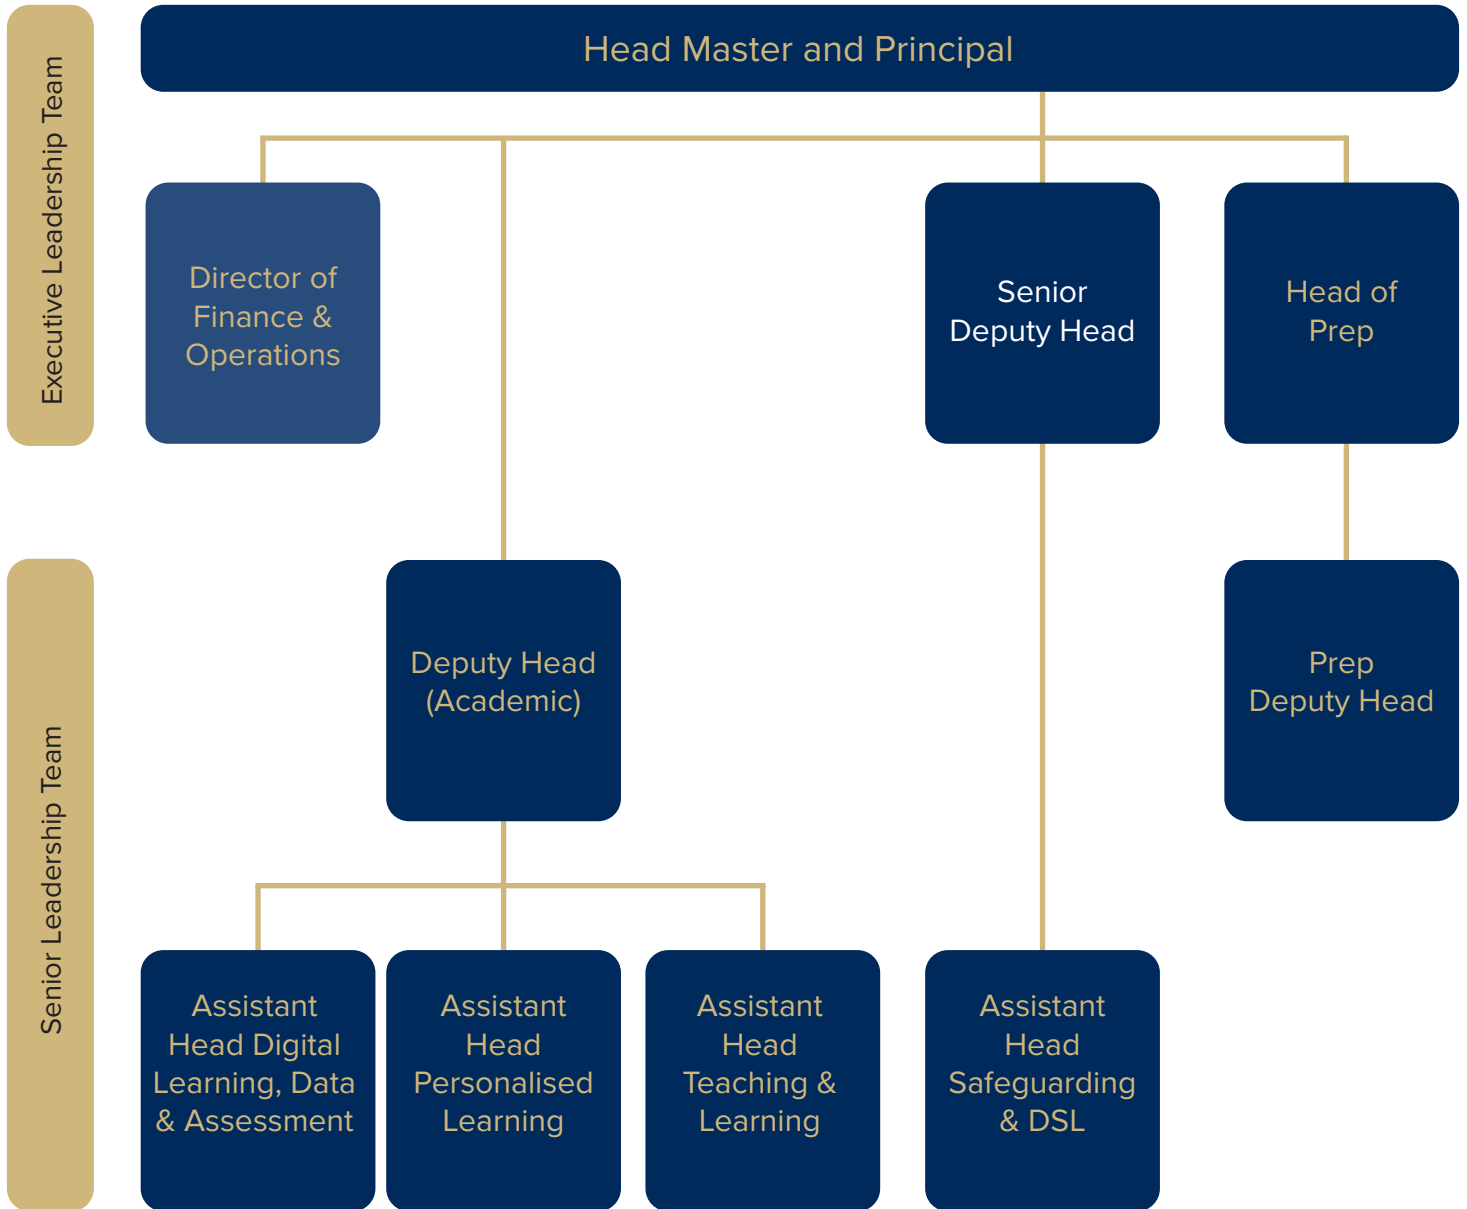 Executive Leadership Team
Head Master and Principal
Director of
Finance &
Operations
Senior
Deputy Head
Head of
Prep
Senior Leadership Team
Deputy Head
(Academic)
Prep
Deputy Head
Assistant
Head Digital
Learning, Data
& Assessment
Assistant
Head
Personalised
Learning
Assistant
Head
Teaching &
Learning
Assistant
Head
Safeguarding
& DSL